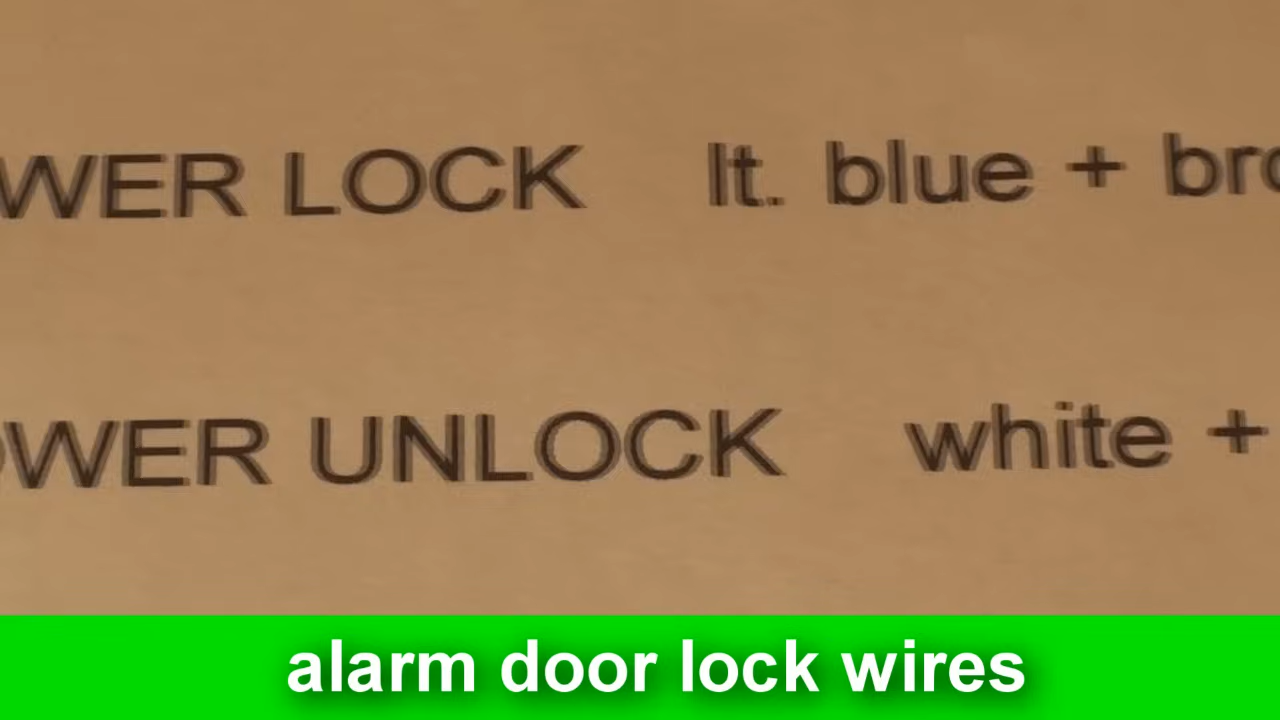 WER LOCK lt. blue + bro
OWER UNLOCK white +
alarm door lock wires